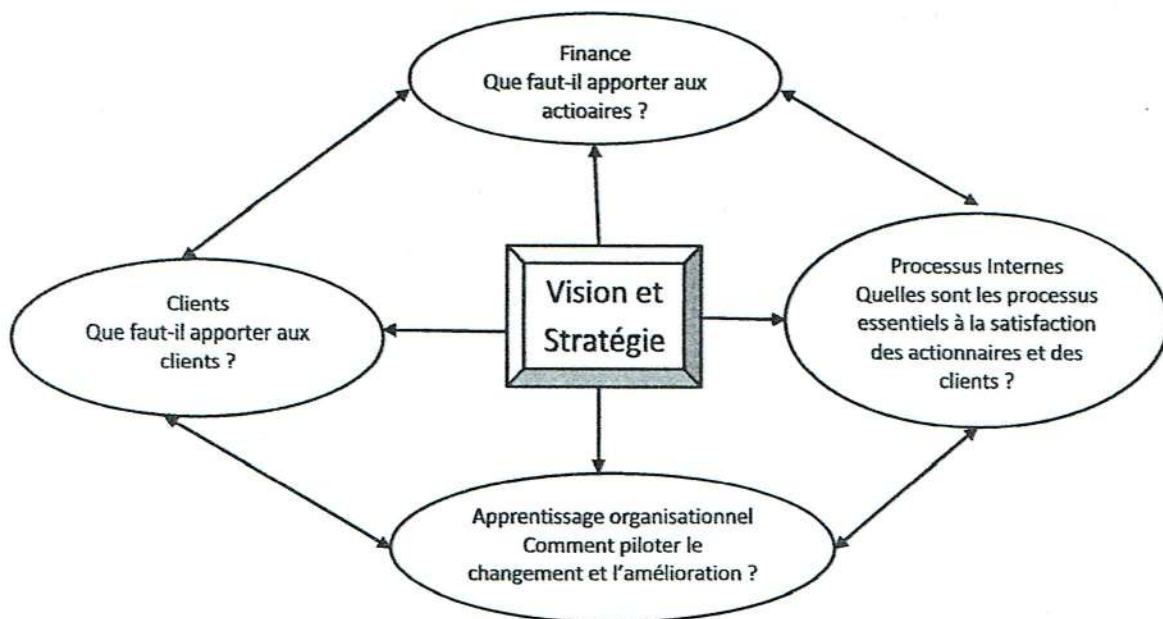 Finance
Que faut-il apporter aux
actioaires ?
Vision et
Stratégie
Clients
Que faut-il apporter aux
clients ?
Processus Internes
Quelles sont les processus
essentiels à la satisfaction
des actionnaires et des
clients ?
Apprentissage organisationnel
Comment piloter le
changement et l'amélioration ?